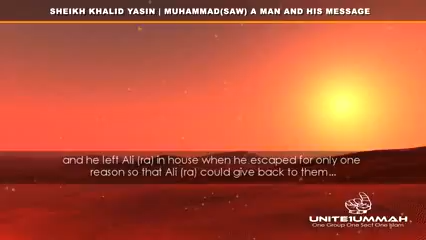 SHEIKH KHALID YASIN | MUHAMMAD(SAW) A MAN AND HIS MESSAGE
and he left Ali (ra) in house when he escaped for only one
reason so that Ali (ra) could give back to them...
UNITE1UMMAH
One Group One Sect One Islam